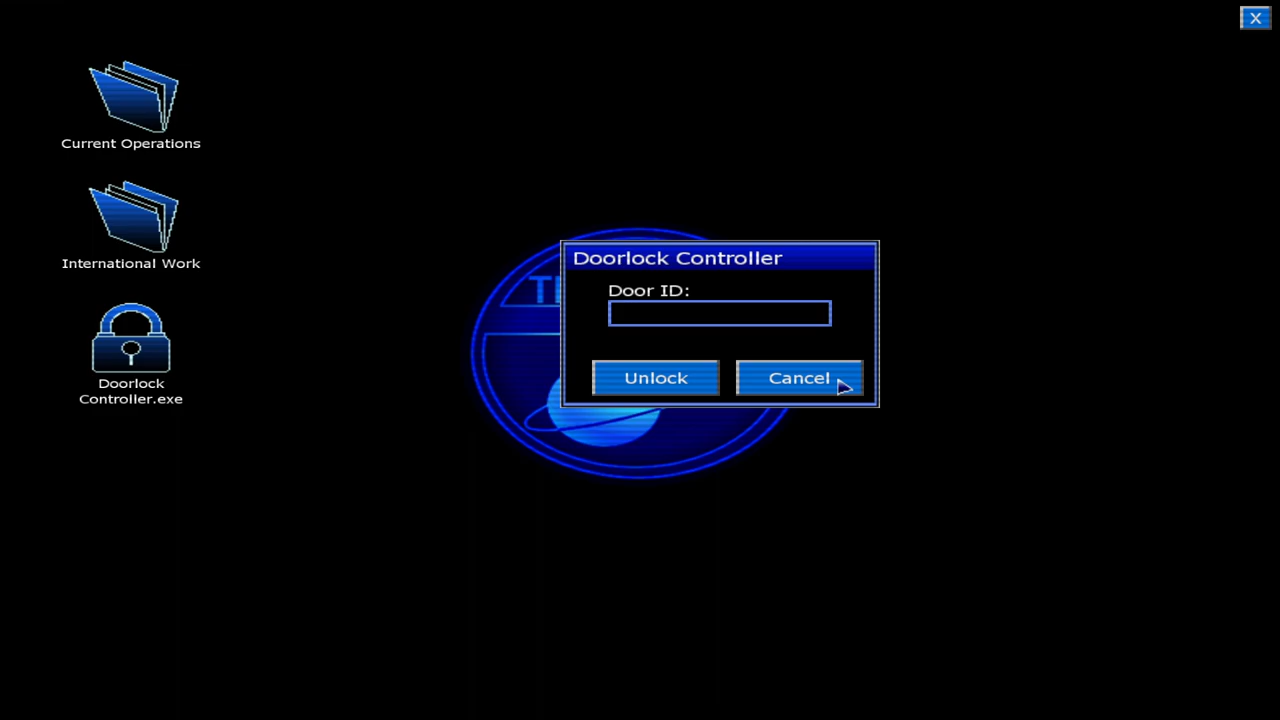 X
Current Operations
International Work
Doorlock
Controller.exe
Doorlock Controller
Door ID:
Unlock
Cancel